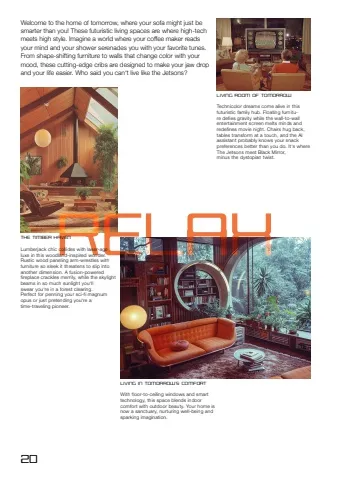 Welcome to the home of tomorrow, where your sofa might just be
smarter than you! These futuristic living spaces are where high-tech
meets high style. Imagine a world where your coffee maker reads
your mind and your shower serenades you with your favorite tunes.
From shape-shifting furniture to walls that change color with your
mood, these cutting-edge cribs are designed to make your jaw drop
and your life easier. Who said you can't live like the Jetsons?
LIVING ROOM OF TOMORROW
Technicolor dreams come alive in this
futuristic family hub. Floating furnitu-
re defies gravity while the wall-to-wall
entertainment screen melts minds and
redefines movie night. Chairs hug back,
tables transform at a touch, and the AI
assistant probably knows your snack
preferences better than you do. It's where
The Jetsons meet Black Mirror,
minus the dystopian twist.
RELAX
THE TIMBER HAVEN
Lumberjack chic collides with laser-age
luxe in this woodland-inspired wonder.
Rustic wood paneling arm-wrestles with
furniture so sleek it threatens to slip into
another dimension. A fusion-powered
fireplace crackles merrily, while the skylight
beams in so much sunlight you'll
swear you're in a forest clearing.
Perfect for penning your sci-fi magnum
opus or just pretending you're a
time-traveling pioneer.
LIVING IN TOMORROW'S COMFORT
With floor-to-ceiling windows and smart
technology, this space blends indoor
comfort with outdoor beauty. Your home is
now a sanctuary, nurturing well-being and
sparking imagination.
20